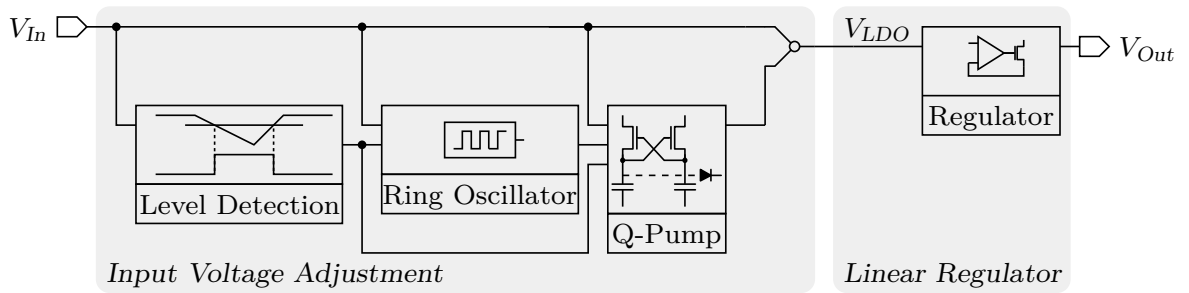 V_In
V_LDO
V_Out
Regulator
Level Detection
Ring Oscillator
Q-Pump
Input Voltage Adjustment
Linear Regulator